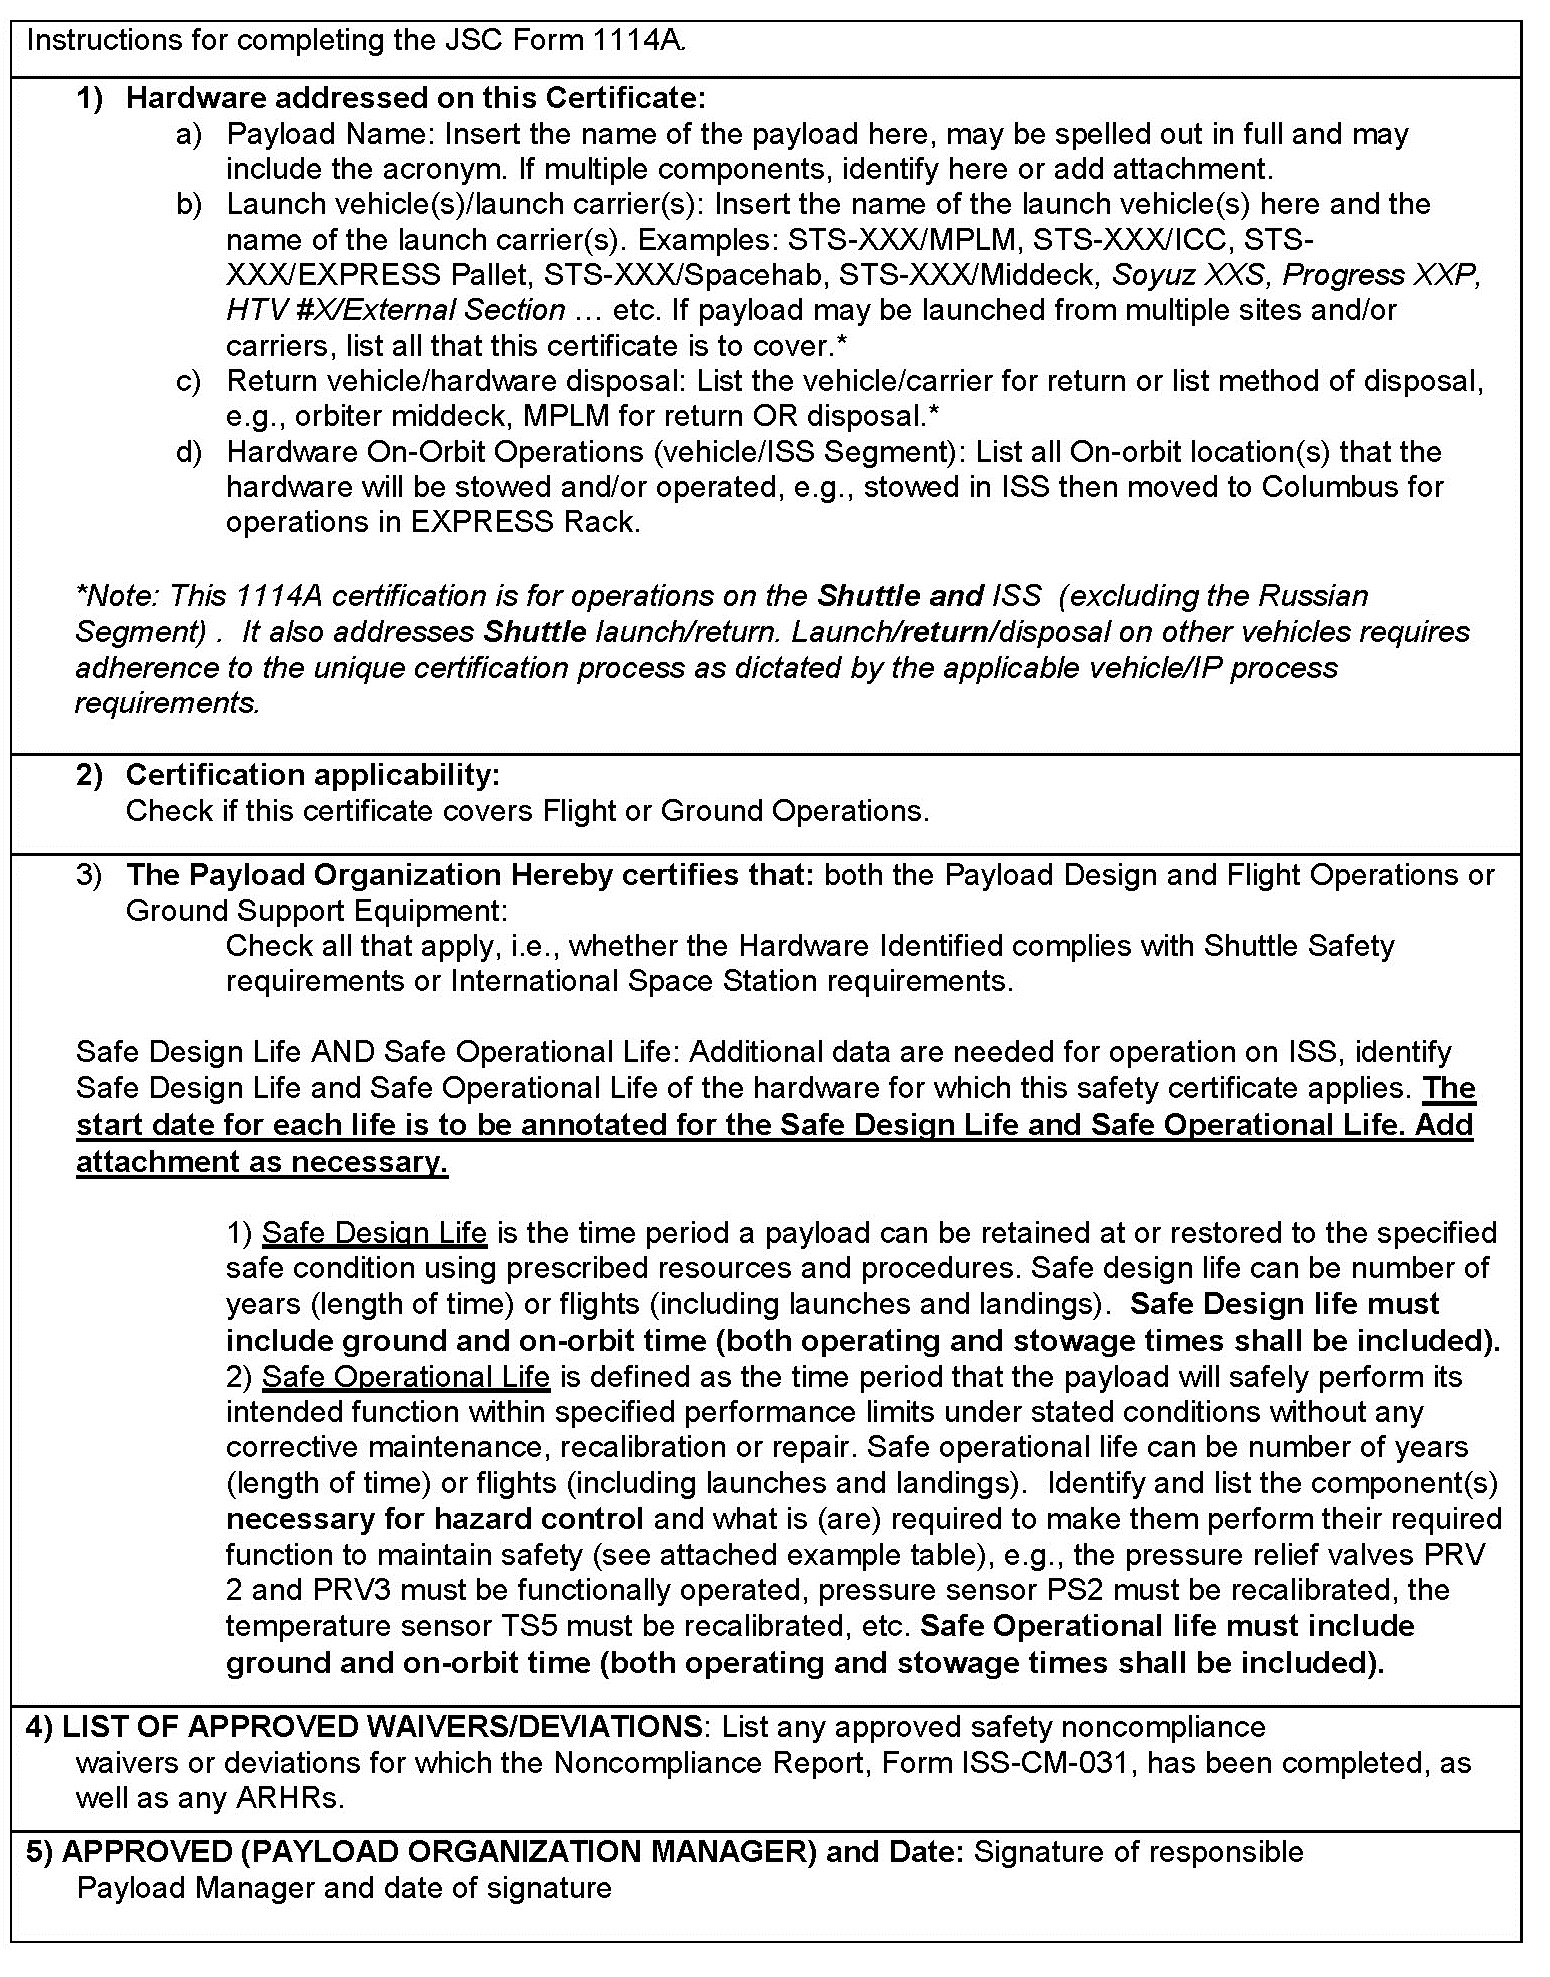 Instructions for completing the JSC Form 1114A.
1) Hardware addressed on this Certificate:
a) Payload Name: Insert the name of the payload here, may be spelled out in full and may
include the acronym. If multiple components, identify here or add attachment.
b) Launch vehicle(s)/launch carrier(s): Insert the name of the launch vehicle(s) here and the
name of the launch carrier(s). Examples: STS-XXX/MPLM, STS-XXX/ICC, STS-
XXX/EXPRESS Pallet, STS-XXX/Spacehab, STS-XXX/Middeck, Soyuz XXS, Progress XXP,
HTV #X/External Section … etc. If payload may be launched from multiple sites and/or
carriers, list all that this certificate is to cover.*
c) Return vehicle/hardware disposal: List the vehicle/carrier for return or list method of disposal,
e.g., orbiter middeck, MPLM for return OR disposal.*
d) Hardware On-Orbit Operations (vehicle/ISS Segment): List all On-orbit location(s) that the
hardware will be stowed and/or operated, e.g., stowed in ISS then moved to Columbus for
operations in EXPRESS Rack.
*Note: This 1114A certification is for operations on the Shuttle and ISS (excluding the Russian
Segment) . It also addresses Shuttle launch/return. Launch/return/disposal on other vehicles requires
adherence to the unique certification process as dictated by the applicable vehicle/IP process
requirements.
2) Certification applicability:
Check if this certificate covers Flight or Ground Operations.
3) The Payload Organization Hereby certifies that: both the Payload Design and Flight Operations or
Ground Support Equipment:
Check all that apply, i.e., whether the Hardware Identified complies with Shuttle Safety
requirements or International Space Station requirements.
Safe Design Life AND Safe Operational Life: Additional data are needed for operation on ISS, identify
Safe Design Life and Safe Operational Life of the hardware for which this safety certificate applies. The
start date for each life is to be annotated for the Safe Design Life and Safe Operational Life. Add
attachment as necessary.
1) Safe Design Life is the time period a payload can be retained at or restored to the specified
safe condition using prescribed resources and procedures. Safe design life can be number of
years (length of time) or flights (including launches and landings). Safe Design life must
include ground and on-orbit time (both operating and stowage times shall be included).
2) Safe Operational Life is defined as the time period that the payload will safely perform its
intended function within specified performance limits under stated conditions without any
corrective maintenance, recalibration or repair. Safe operational life can be number of years
(length of time) or flights (including launches and landings). Identify and list the component(s)
necessary for hazard control and what is (are) required to make them perform their required
function to maintain safety (see attached example table), e.g., the pressure relief valves PRV
2 and PRV3 must be functionally operated, pressure sensor PS2 must be recalibrated, the
temperature sensor TS5 must be recalibrated, etc. Safe Operational life must include
ground and on-orbit time (both operating and stowage times shall be included).
4) LIST OF APPROVED WAIVERS/DEVIATIONS: List any approved safety noncompliance
waivers or deviations for which the Noncompliance Report, Form ISS-CM-031, has been completed, as
well as any ARHRs.
5) APPROVED (PAYLOAD ORGANIZATION MANAGER) and Date: Signature of responsible
Payload Manager and date of signature